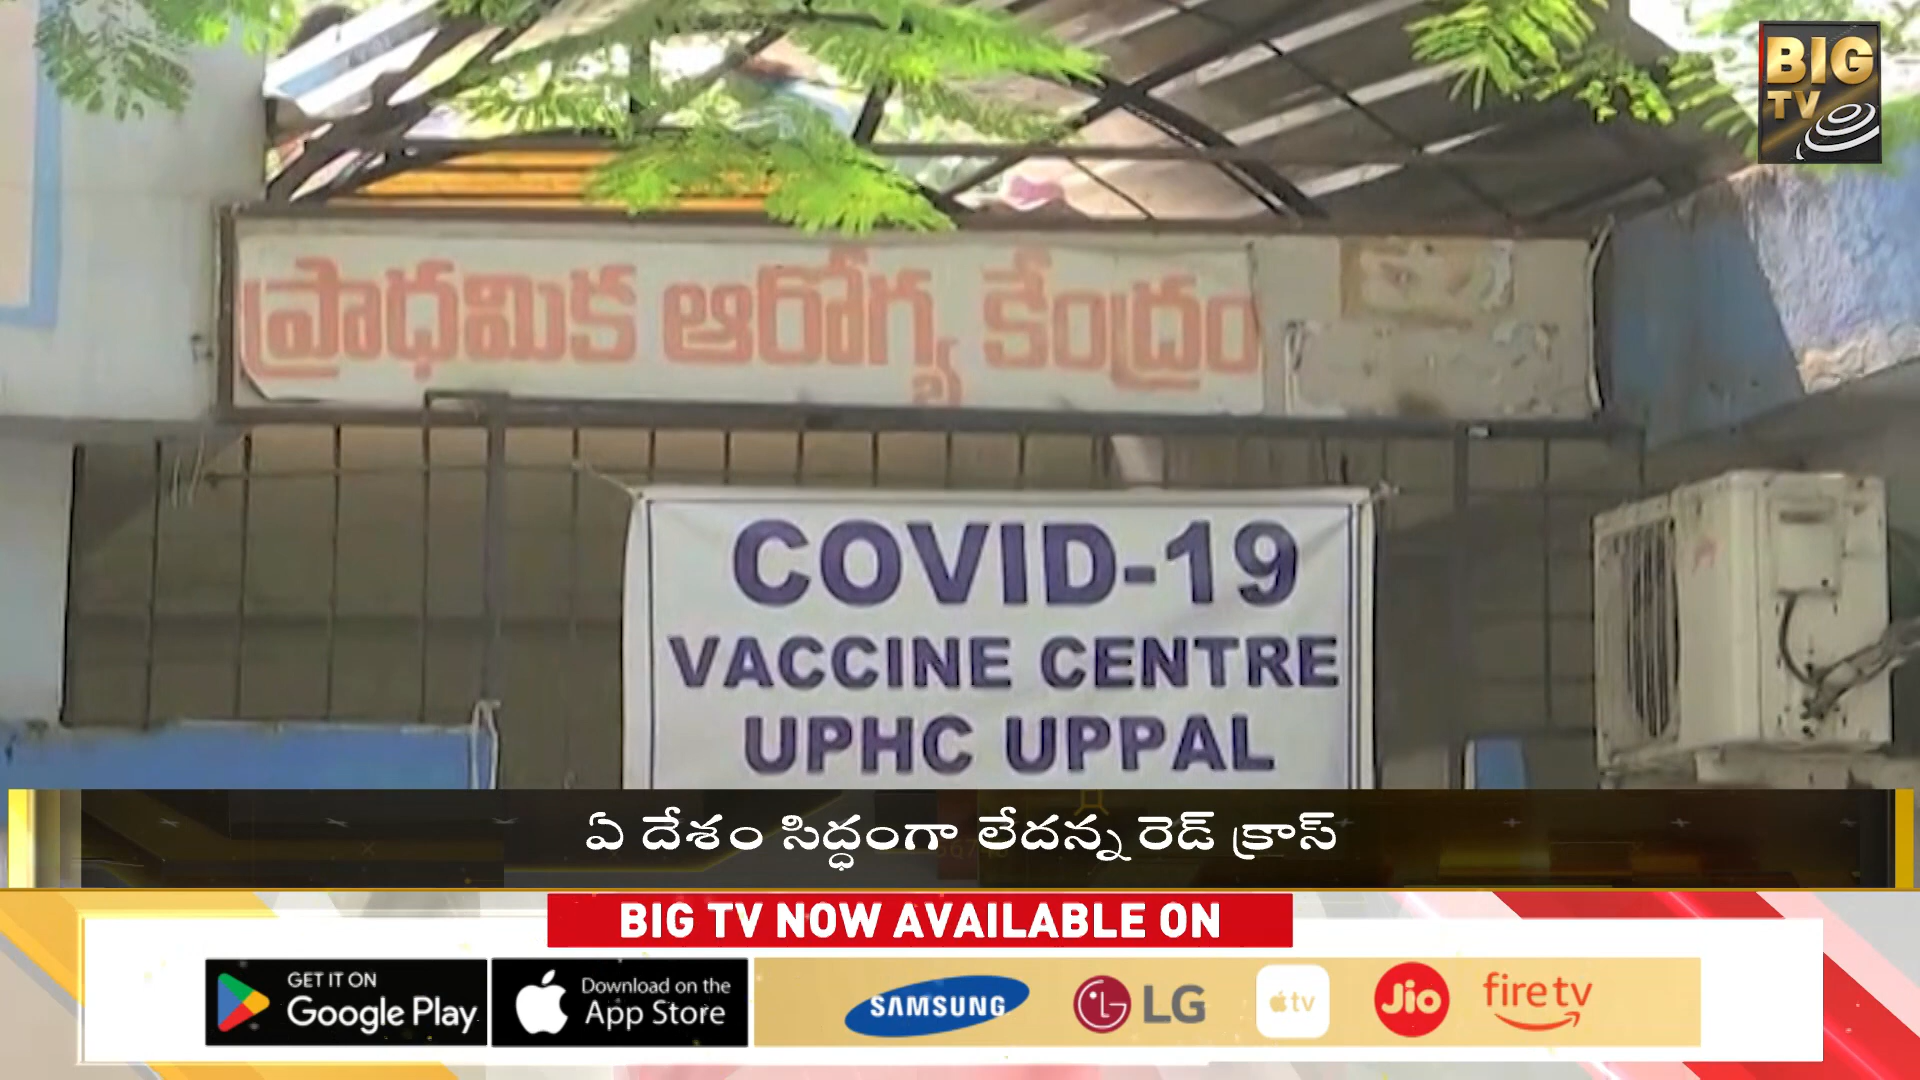 BIG
TV
ప్రాధమిక ఆరోగ్య కేంద్రం
COVID-19
VACCINE CENTRE
UPHC UPPAL
ఏ దేశం సిద్ధంగా లేదన్న రెడ్ క్రాస్
BIG TV NOW AVAILABLE ON
GET IT ON
Google Play
Download on the
App Store
SAMSUNG
LG
tv
Jio
fire tv